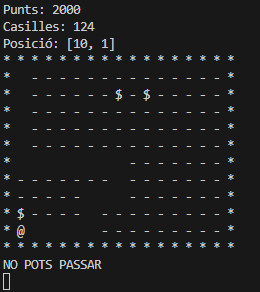 Punts: 2000
Casilles: 124
Posició: [10, 1]
* * * * * * * * * * * * * * * * *
*   - - - - - - - - - - - - - - *
*   - - - - - - $ - $ - - - - - *
*   - - - - - - - - - - - - - - *
*   - - - - - - - - - - - - - - *
*   - - - - - - - - - - - - - - *
*                 - - - - - - - *
* - - - - - - -   - - - - - - - *
* - - - - -       - - - - - - - *
* $ - - - -   - - - - - - - - - *
* @           - - - - - - - - - *
* * * * * * * * * * * * * * * * *
NO POTS PASSAR